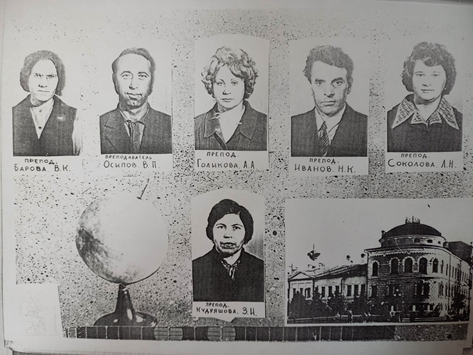 ПРЕПОД.
БАРОВА В.К.
ПРЕПОДАВАТЕЛЬ
ОСИПОВ В.П.
ПРЕПОД.
ГОЛИКОВА А.А
ПРЕПОД.
ИВАНОВ Н.К.
ПРЕПОД.
СОКОЛОВА Л.Н.
ПРЕПОД.
КУДРЯШОВА З.И.